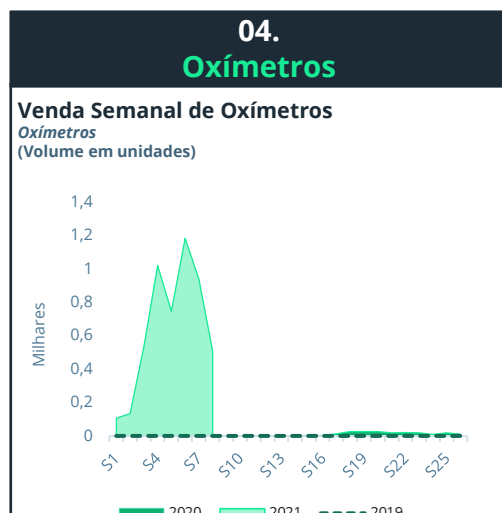 04.
Oxímetros
Venda Semanal de Oxímetros
Oxímetros
(Volume em unidades)
1,4
1,2
1
0,8
0,6
0,4
0,2
0
Milhares
S1 S4 S7 S10 S13 S16 S19 S22 S25
2020 2021 2019